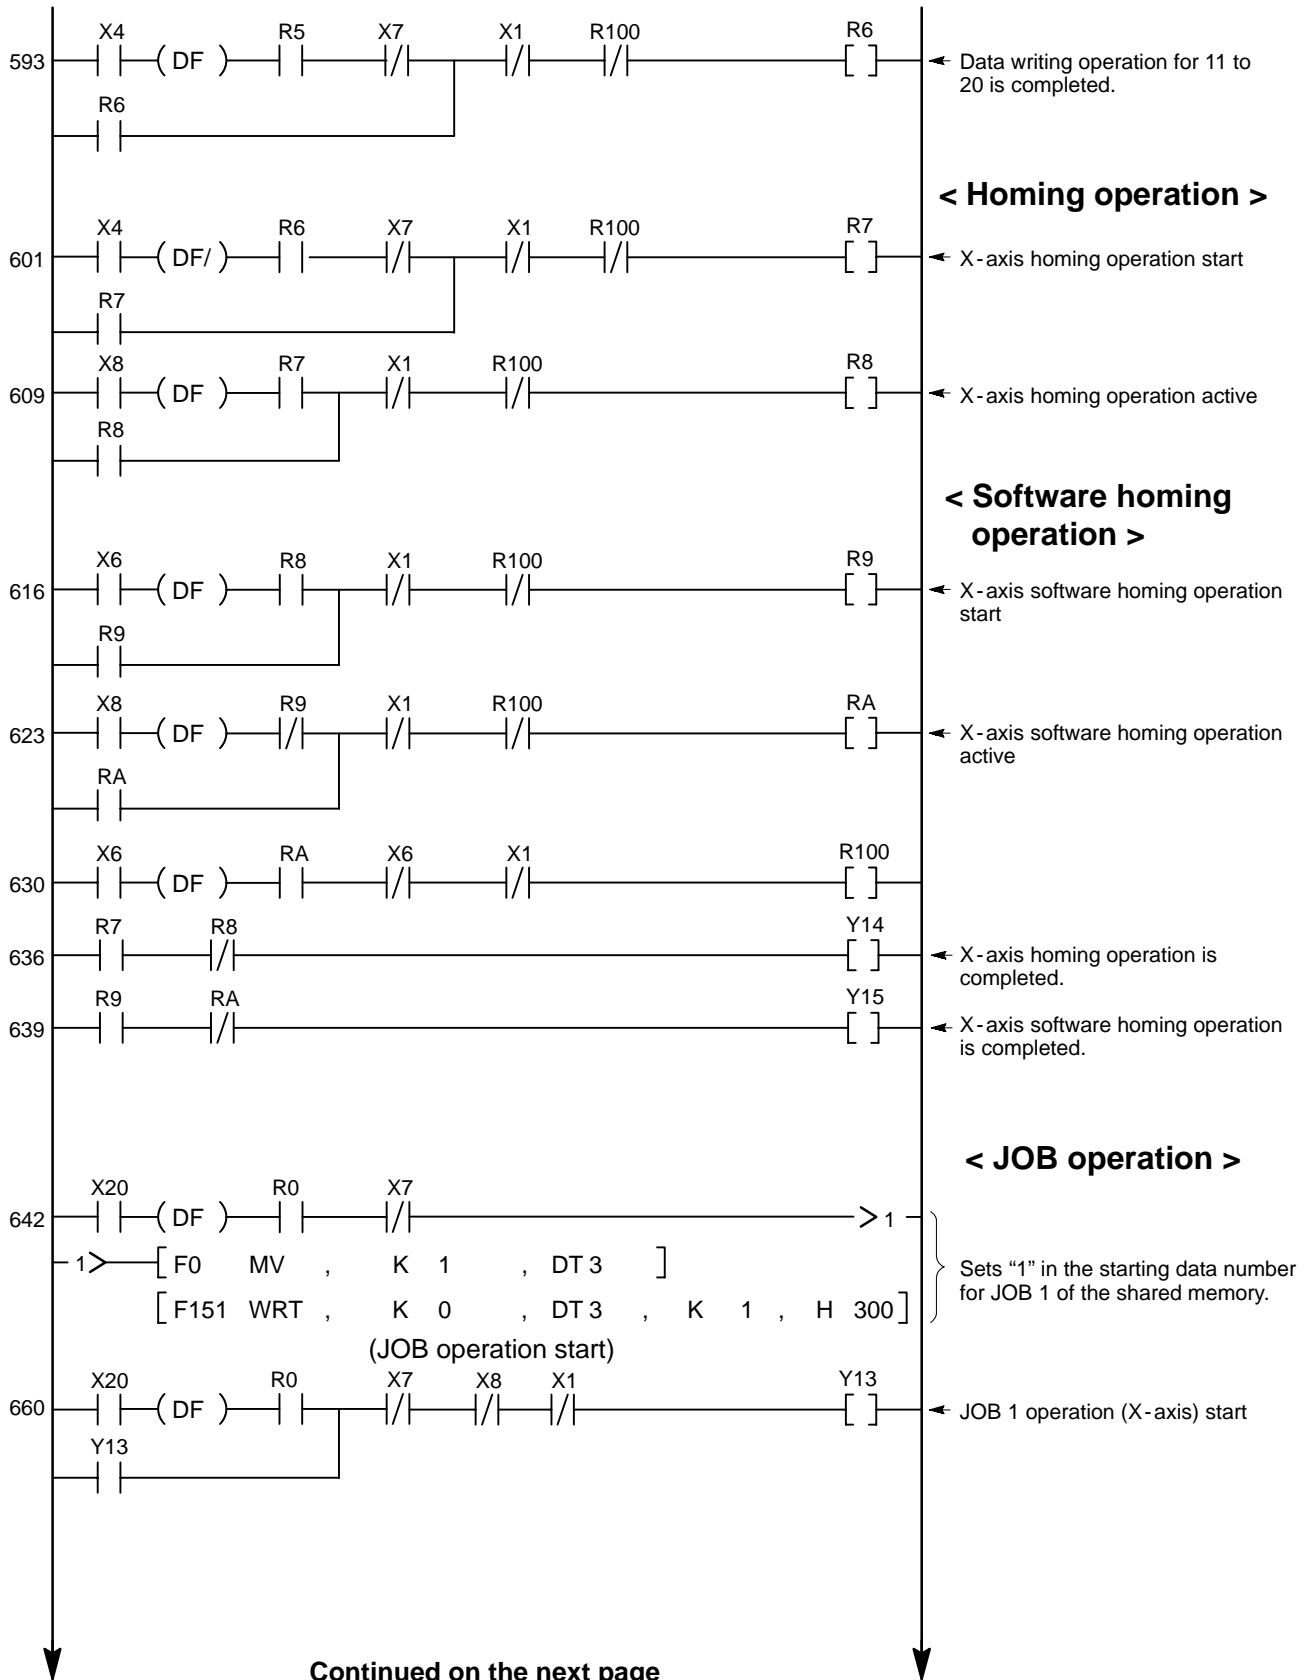 X4 R5 X7 X1 R100 R6
593 ( DF ) Data writing operation for 11 to
20 is completed.
R6
< Homing operation >
X4 R6 X7 X1 R100 R7
601 ( DF/ ) X-axis homing operation start
R7
X8 R7 X1 R100 R8
609 ( DF ) X-axis homing operation active
R8
< Software homing
operation >
X6 R8 X1 R100 R9
616 ( DF ) X-axis software homing operation
start
R9
X8 R9 X1 R100 RA
623 ( DF ) X-axis software homing operation
active
RA
X6 RA X6 X1 R100
630 ( DF )
R7 R8 Y14
636 X-axis homing operation is
completed.
R9 RA Y15
639 X-axis software homing operation
is completed.
< JOB operation >
X20 R0 X7
642 ( DF ) > 1
1 > [ F0 MV , K 1 , DT 3 ] Sets “1” in the starting data number
for JOB 1 of the shared memory.
[ F151 WRT , K 0 , DT 3 , K 1 , H 300 ]
(JOB operation start)
X20 R0 X7 X8 X1 Y13
660 ( DF ) JOB 1 operation (X-axis) start
Y13
Continued on the next page